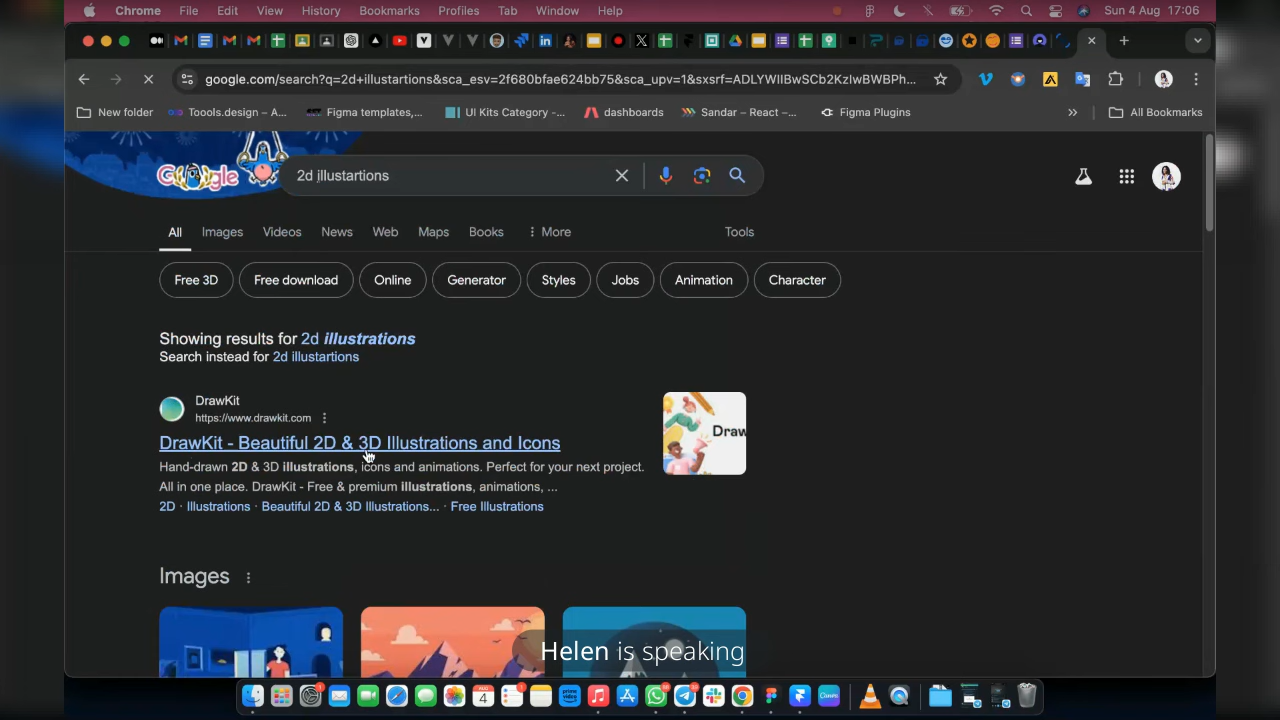 Chrome File Edit View History Bookmarks Profiles Tab Window Help Sun 4 Aug 17:06
google.com/search?q=2d+illustartions&sca_esv=2f680bfae624bb75&sca_upv=1&sxsrf=ADLYWIIBwSCb2KzIwBWBPh...
New folder Toools.design – A... Figma templates,... UI Kits Category -... dashboards Sandar – React –... Figma Plugins » All Bookmarks
Google 2d illustartions
All Images Videos News Web Maps Books More Tools
Free 3D Free download Online Generator Styles Jobs Animation Character
Showing results for 2d illustrations
Search instead for 2d illustartions
DrawKit
https://www.drawkit.com
DrawKit - Beautiful 2D & 3D Illustrations and Icons
Draw
Hand-drawn 2D & 3D illustrations, icons and animations. Perfect for your next project.
All in one place. DrawKit - Free & premium illustrations, animations, ...
2D · Illustrations · Beautiful 2D & 3D Illustrations... · Free Illustrations
Images
Helen is speaking